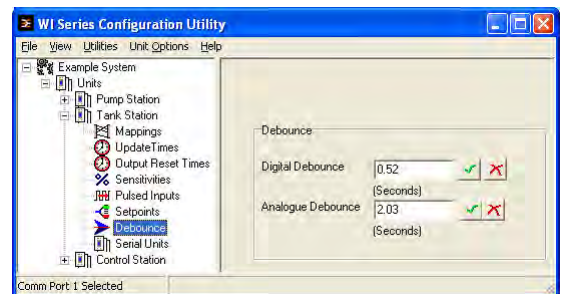 WI Series Configuration Utility
File View Utilities Unit Options Help
Example System
Units
Pump Station
Tank Station
Mappings
UpdateTimes
Output Reset Times
Sensitivities
Pulsed Inputs
Setpoints
Debounce
Serial Units
Control Station
Debounce
Digital Debounce 0.52
(Seconds)
Analogue Debounce 2.03
(Seconds)
Comm Port 1 Selected